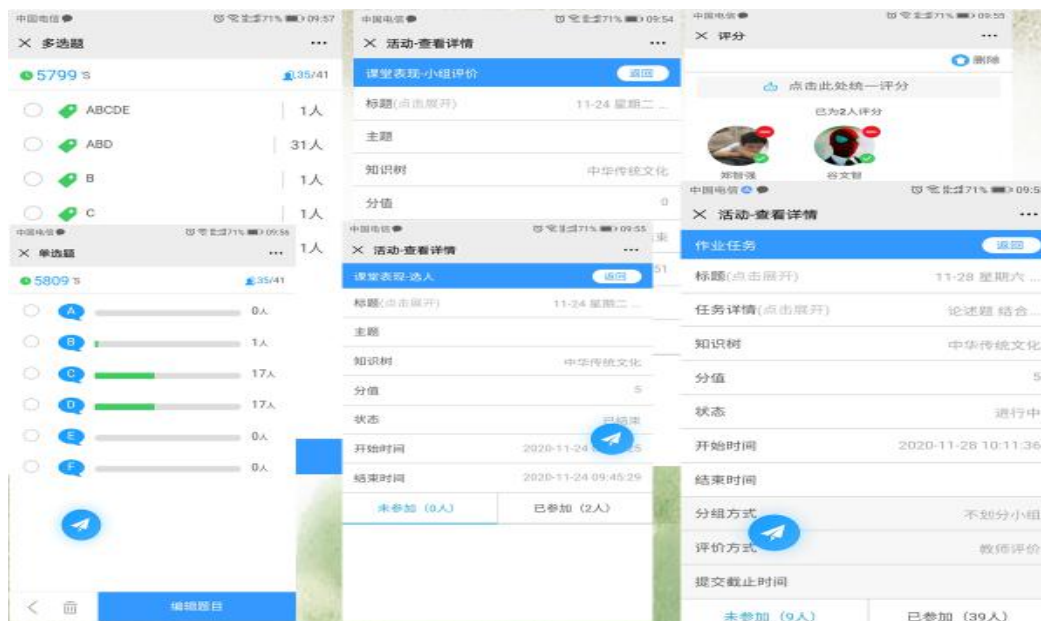 中国电信
71% 09:57
× 多选题 ...
5799 S 35/41
ABCDE 1人
ABD 31人
B 1人
C 1人
1人
中国电信
71% 09:56
× 单选题 ...
5809 S 35/41
A 0人
B 1人
C 17人
D 17人
E 0人
F 0人
编辑题目
中国电信
71% 09:54
× 活动-查看详情 ...
课堂表现-小组评价 返回
标题(点击展开) 11-24 星期二 ...
主题
知识树 中华传统文化
分值 0
束
51
中国电信
71% 09:55
× 活动-查看详情 ...
课堂表现-选人 返回
标题(点击展开) 11-24 星期二 ...
主题
知识树 中华传统文化
分值 5
状态 已结束
开始时间 2020-11-24
结束时间 2020-11-24 09:45:29
未参加 (0人) 已参加 (2人)
中国电信
71% 09:55
× 评分 ...
删除
点击此处统一评分
已为2人评分
郑智强 谷文智
中国电信
71% 09:5
× 活动-查看详情 ...
作业任务 返回
标题(点击展开) 11-28 星期六 ...
任务详情(点击展开) 论述题 结合...
知识树 中华传统文化
分值 5
状态 进行中
开始时间 2020-11-28 10:11:36
结束时间
分组方式 不划分小组
评价方式 教师评价
提交截止时间
未参加 (9人) 已参加 (39人)